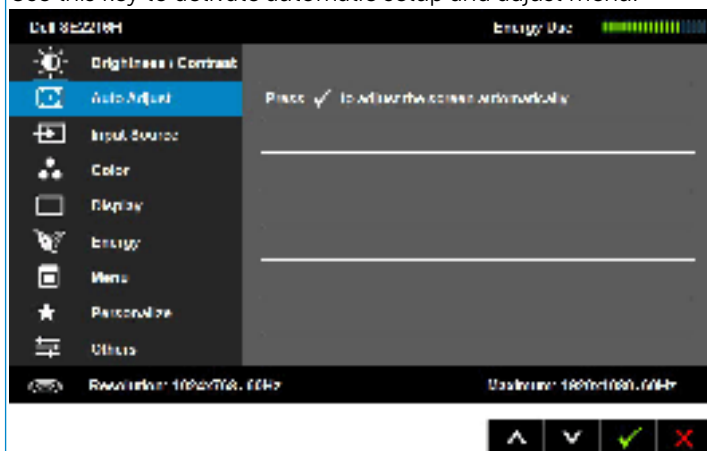 Use this key to activate automatic setup and adjust menu.
Dell SE2216H Energy Use
Brightness / Contrast
Auto Adjust Press ✓ to adjust the screen automatically
Input Source
Color
Display
Energy
Menu
Personalize
Others
Resolution: 1024x768, 60Hz Maximum: 1920x1080, 60Hz